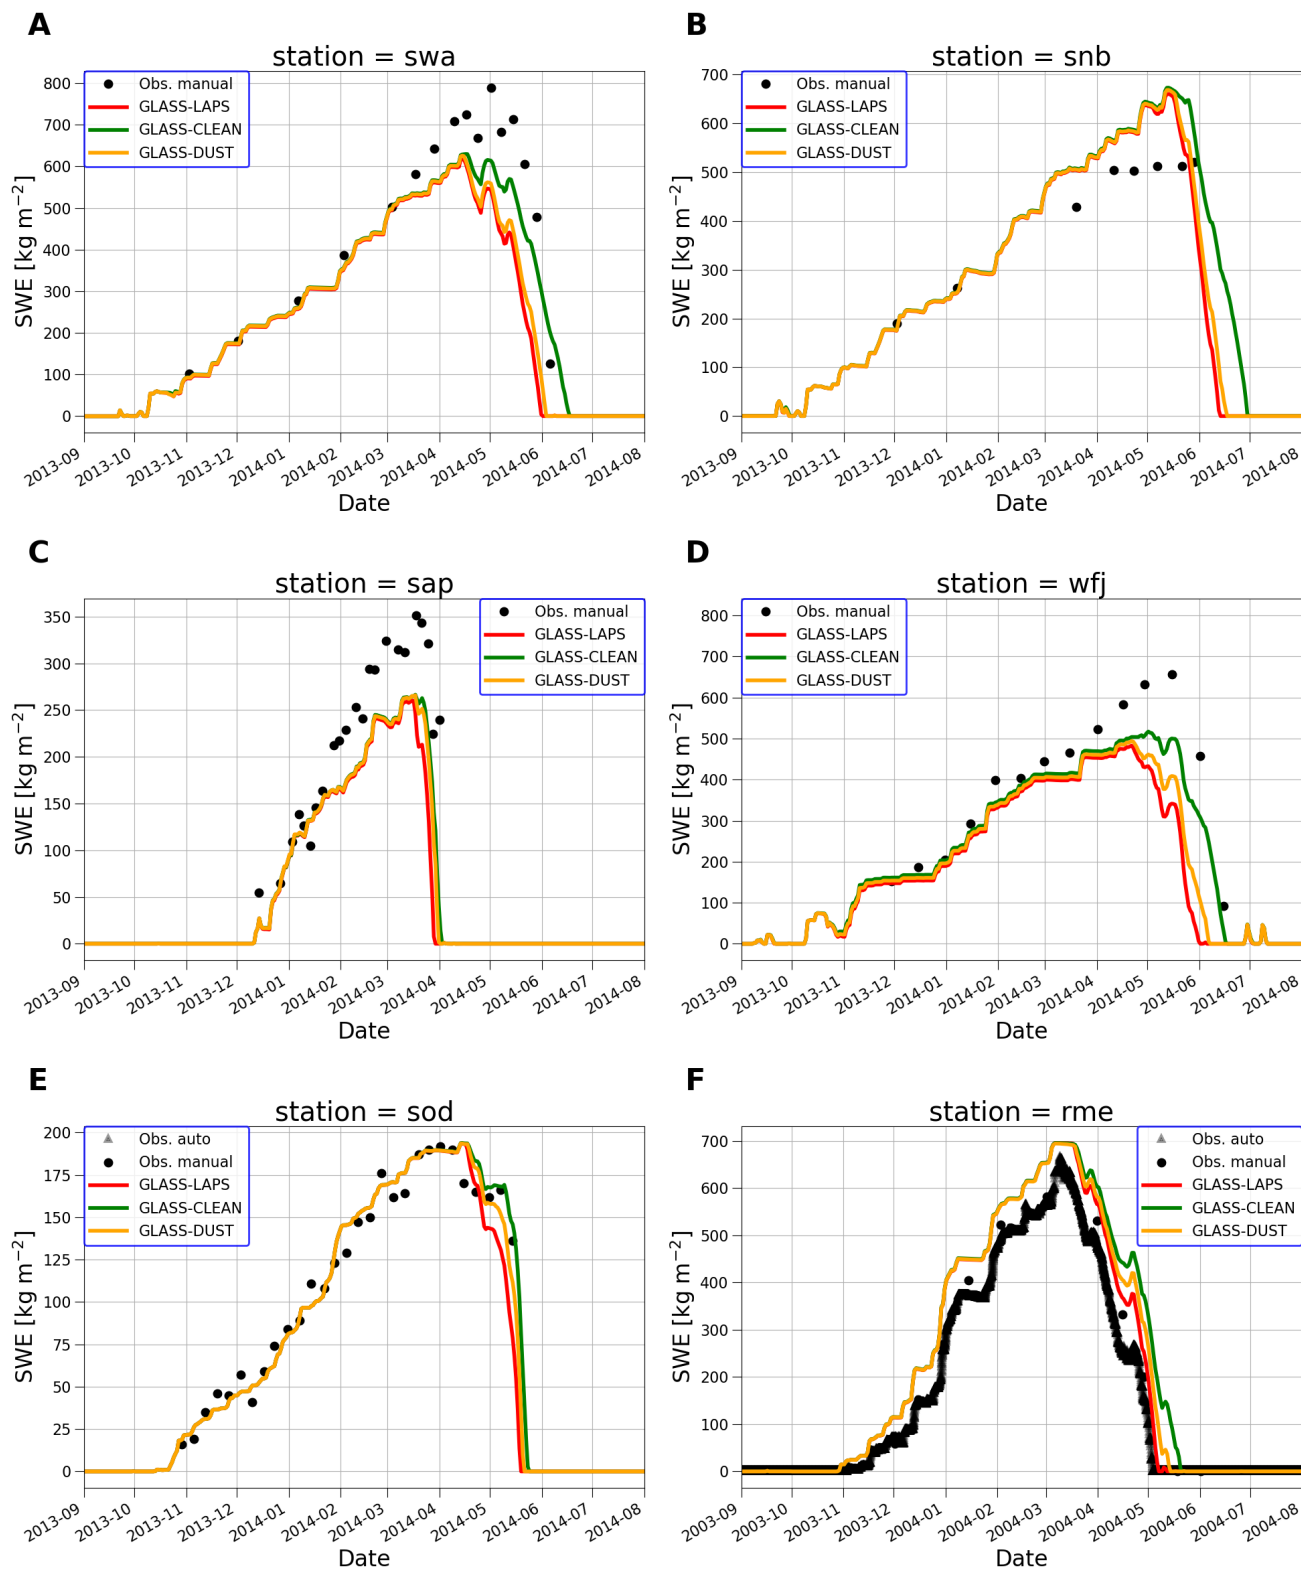 A
station = swa
Obs. manual
GLASS-LAPS
GLASS-CLEAN
GLASS-DUST
SWE [kg m⁻²]
800
700
600
500
400
300
200
100
0
2013-09
2013-10
2013-11
2013-12
2014-01
2014-02
2014-03
2014-04
2014-05
2014-06
2014-07
2014-08
Date
B
station = snb
Obs. manual
GLASS-LAPS
GLASS-CLEAN
GLASS-DUST
SWE [kg m⁻²]
700
600
500
400
300
200
100
0
2013-09
2013-10
2013-11
2013-12
2014-01
2014-02
2014-03
2014-04
2014-05
2014-06
2014-07
2014-08
Date
C
station = sap
Obs. manual
GLASS-LAPS
GLASS-CLEAN
GLASS-DUST
SWE [kg m⁻²]
350
300
250
200
150
100
50
0
2013-09
2013-10
2013-11
2013-12
2014-01
2014-02
2014-03
2014-04
2014-05
2014-06
2014-07
2014-08
Date
D
station = wfj
Obs. manual
GLASS-LAPS
GLASS-CLEAN
GLASS-DUST
SWE [kg m⁻²]
800
700
600
500
400
300
200
100
0
2013-09
2013-10
2013-11
2013-12
2014-01
2014-02
2014-03
2014-04
2014-05
2014-06
2014-07
2014-08
Date
E
station = sod
Obs. auto
Obs. manual
GLASS-LAPS
GLASS-CLEAN
GLASS-DUST
SWE [kg m⁻²]
200
175
150
125
100
75
50
25
0
2013-09
2013-10
2013-11
2013-12
2014-01
2014-02
2014-03
2014-04
2014-05
2014-06
2014-07
2014-08
Date
F
station = rme
Obs. auto
Obs. manual
GLASS-LAPS
GLASS-CLEAN
GLASS-DUST
SWE [kg m⁻²]
700
600
500
400
300
200
100
0
2003-09
2003-10
2003-11
2003-12
2004-01
2004-02
2004-03
2004-04
2004-05
2004-06
2004-07
2004-08
Date